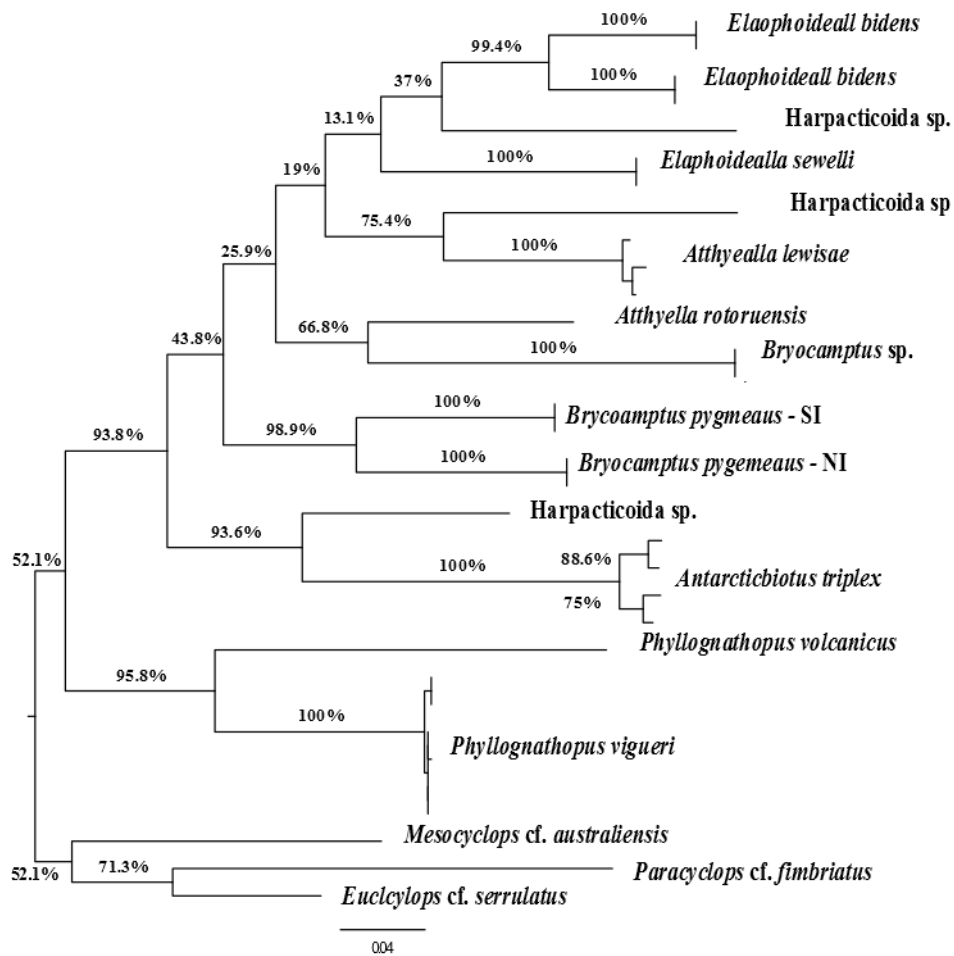 100%
Elaophoideall bidens
99.4%
100%
Elaophoideall bidens
37%
Harpacticoida sp.
13.1%
100%
Elaphoidealla sewelli
19%
Harpacticoida sp
75.4%
100%
Atthyealla lewisae
25.9%
Atthyella rotoruensis
66.8%
100%
Bryocamptus sp.
43.8%
100%
Brycoamptus pygmeaus - SI
98.9%
93.8%
100%
Bryocamptus pygemeaus - NI
Harpacticoida sp.
93.6%
52.1%
88.6%
100%
Antarcticbiotus triplex
75%
Phyllognathopus volcanicus
95.8%
100%
Phyllognathopus vigueri
Mesocyclops cf. australiensis
71.3%
52.1%
Paracyclops cf. fimbriatus
Euclcylops cf. serrulatus
0.04